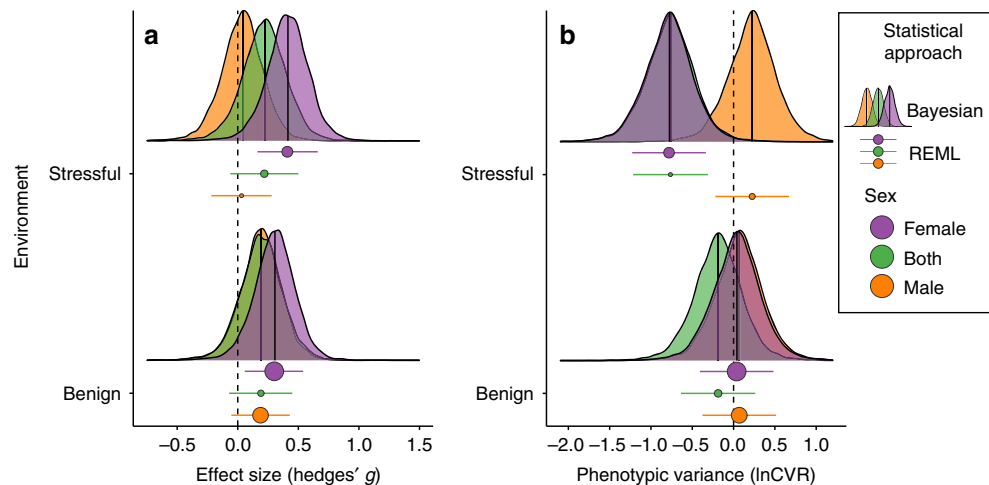 a
b
Environment
Stressful
Benign
−0.5 0.0 0.5 1.0 1.5
Effect size (hedges′ g)
Stressful
Benign
−2.0 −1.5 −1.0 −0.5 0.0 0.5 1.0
Phenotypic variance (lnCVR)
Statistical
approach
Bayesian
REML
Sex
Female
Both
Male